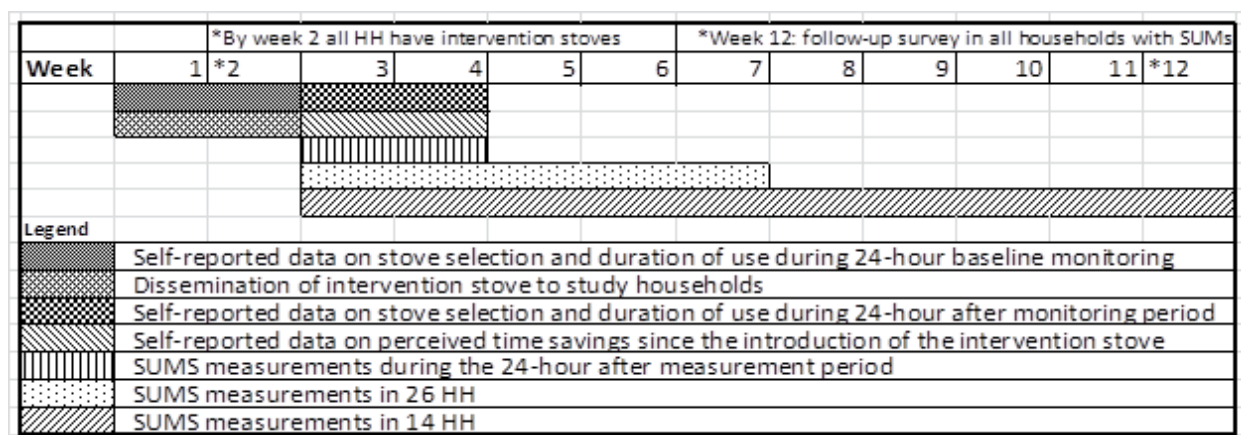 *By week 2 all HH have intervention stoves *Week 12: follow-up survey in all households with SUMs
Week 1 *2 3 4 5 6 7 8 9 10 11 *12
Legend
Self-reported data on stove selection and duration of use during 24-hour baseline monitoring
Dissemination of intervention stove to study households
Self-reported data on stove selection and duration of use during 24-hour after monitoring period
Self-reported data on perceived time savings since the introduction of the intervention stove
SUMS measurements during the 24-hour after measurement period
SUMS measurements in 26 HH
SUMS measurements in 14 HH